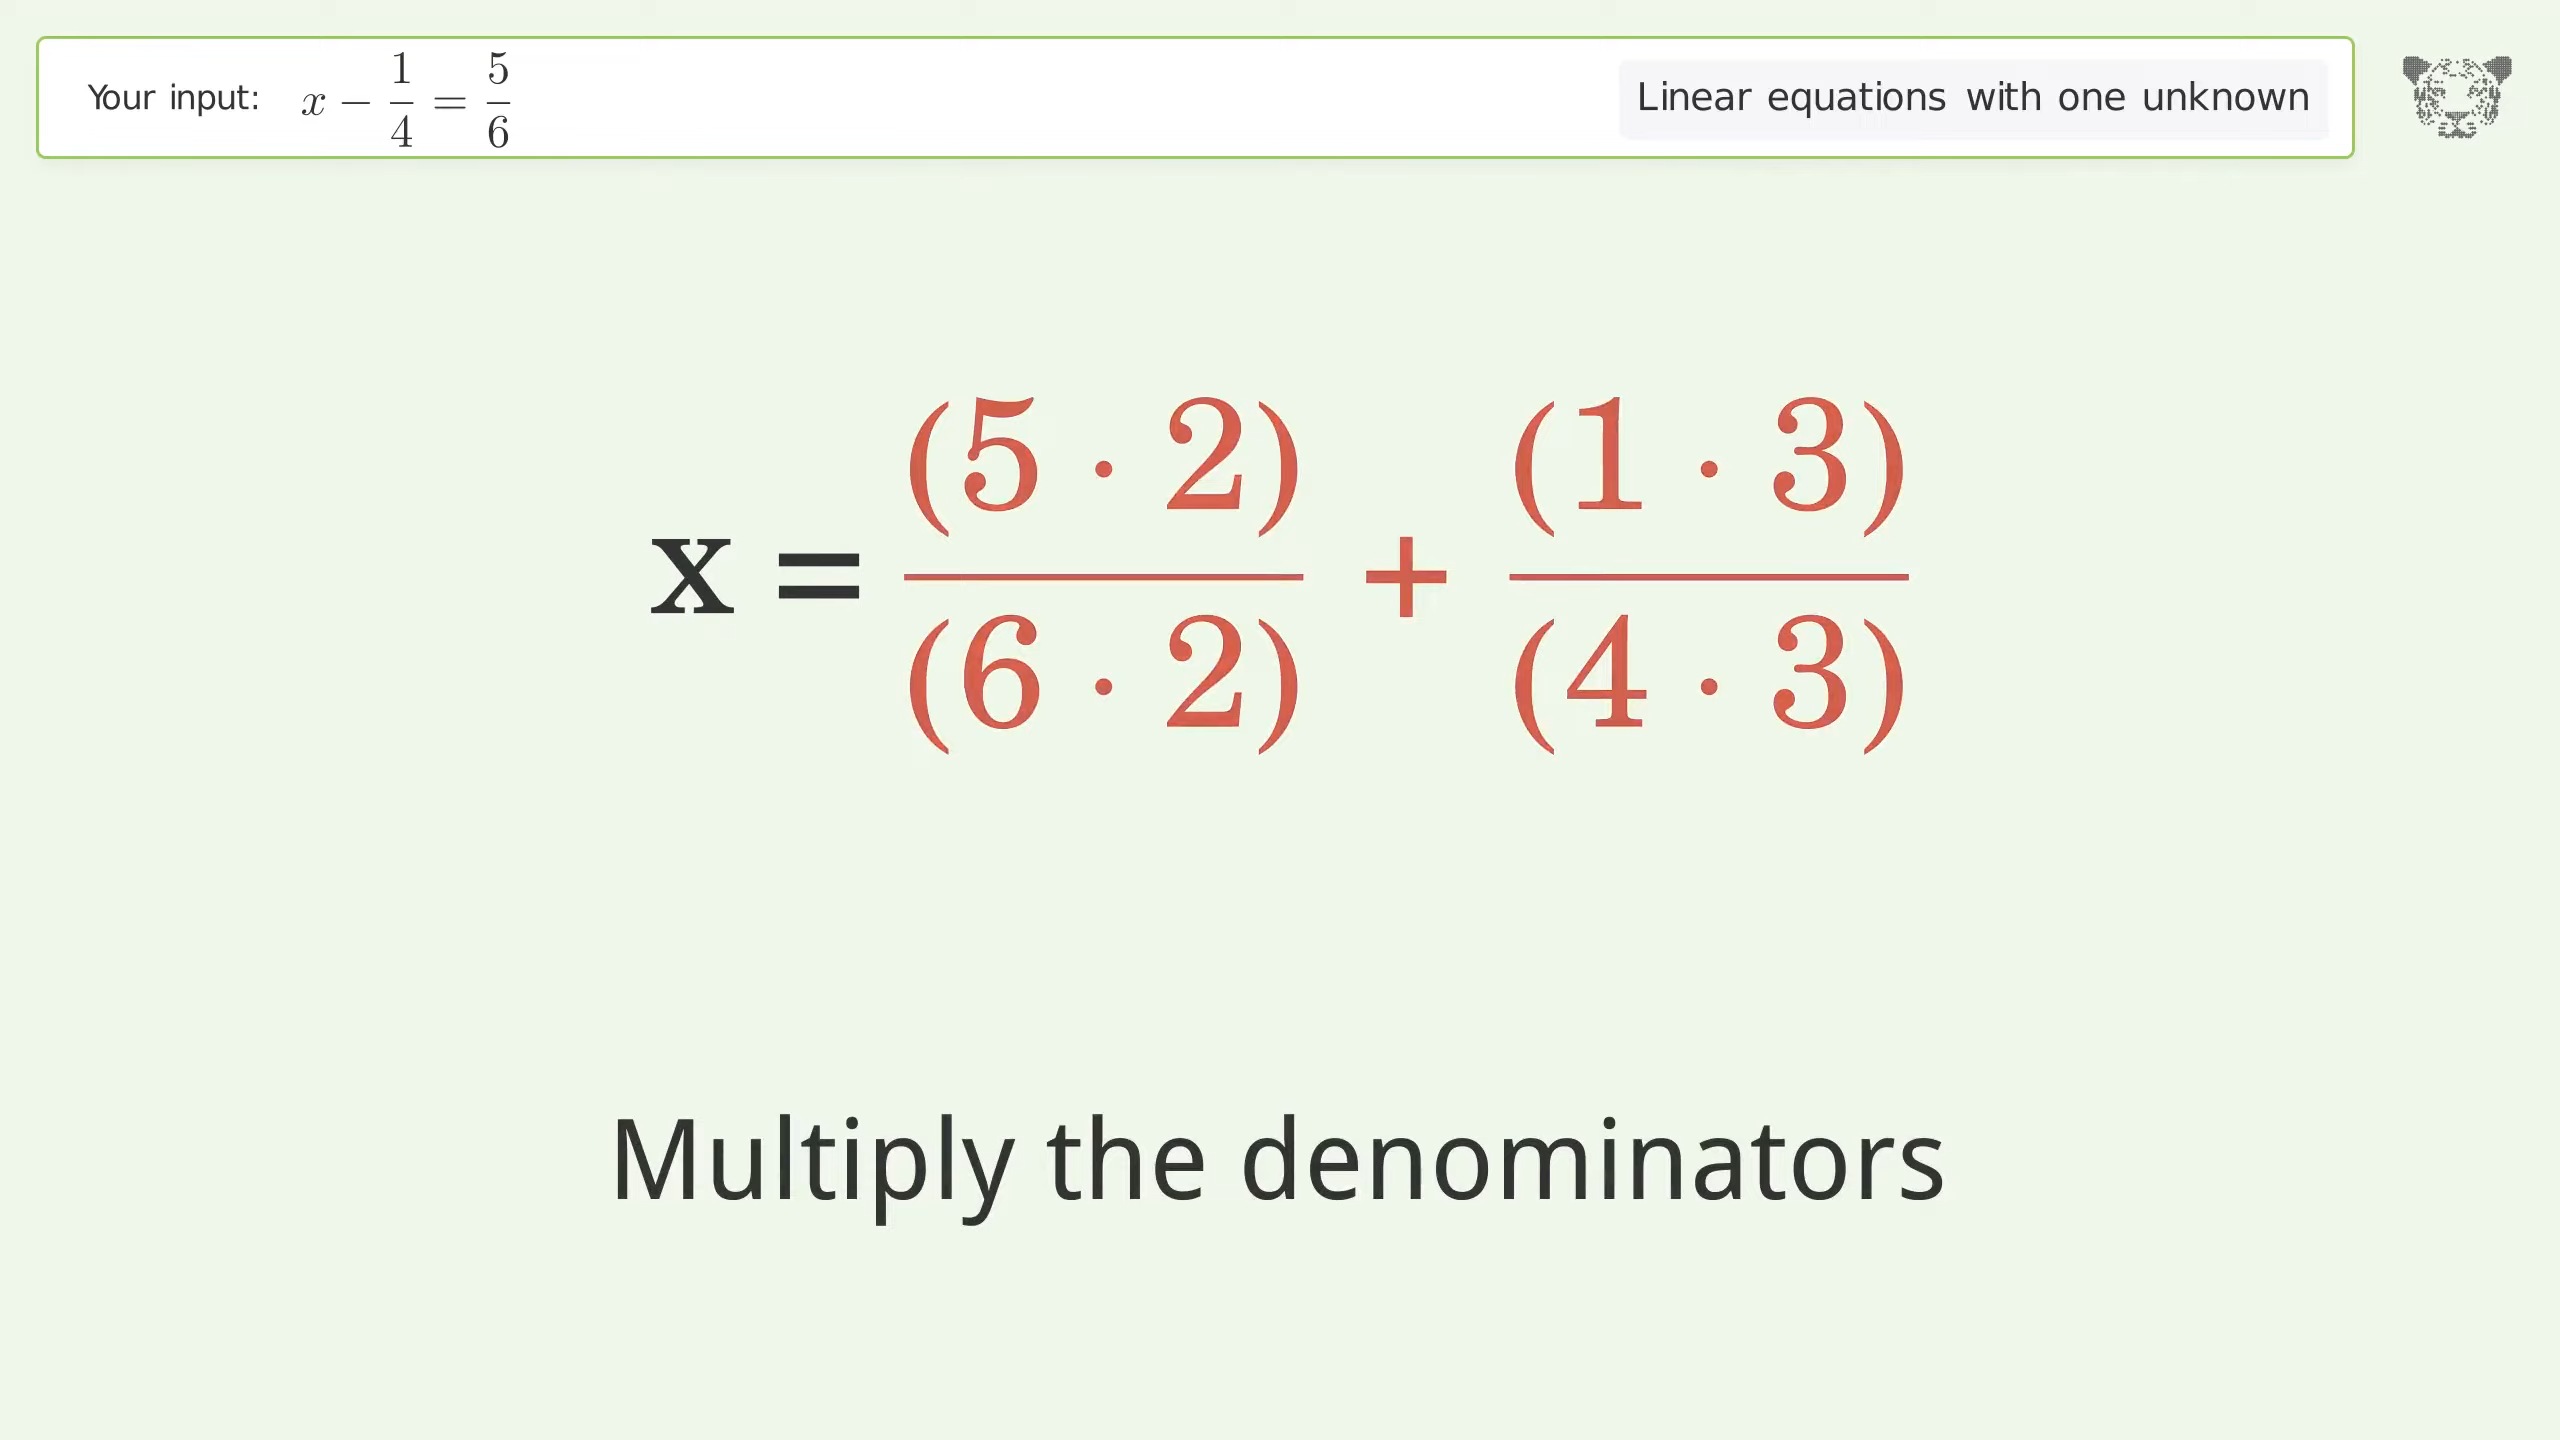 Your input: x − 1/4 = 5/6
Linear equations with one unknown
x = (5 · 2)/(6 · 2) + (1 · 3)/(4 · 3)
Multiply the denominators